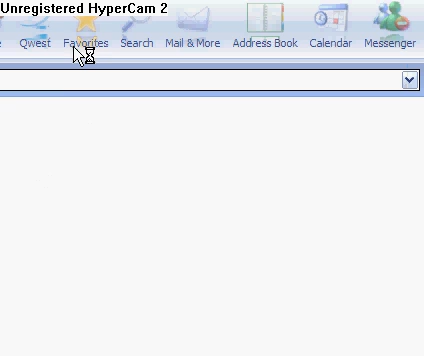 Unregistered HyperCam 2
Qwest Favorites Search Mail & More Address Book Calendar Messenger